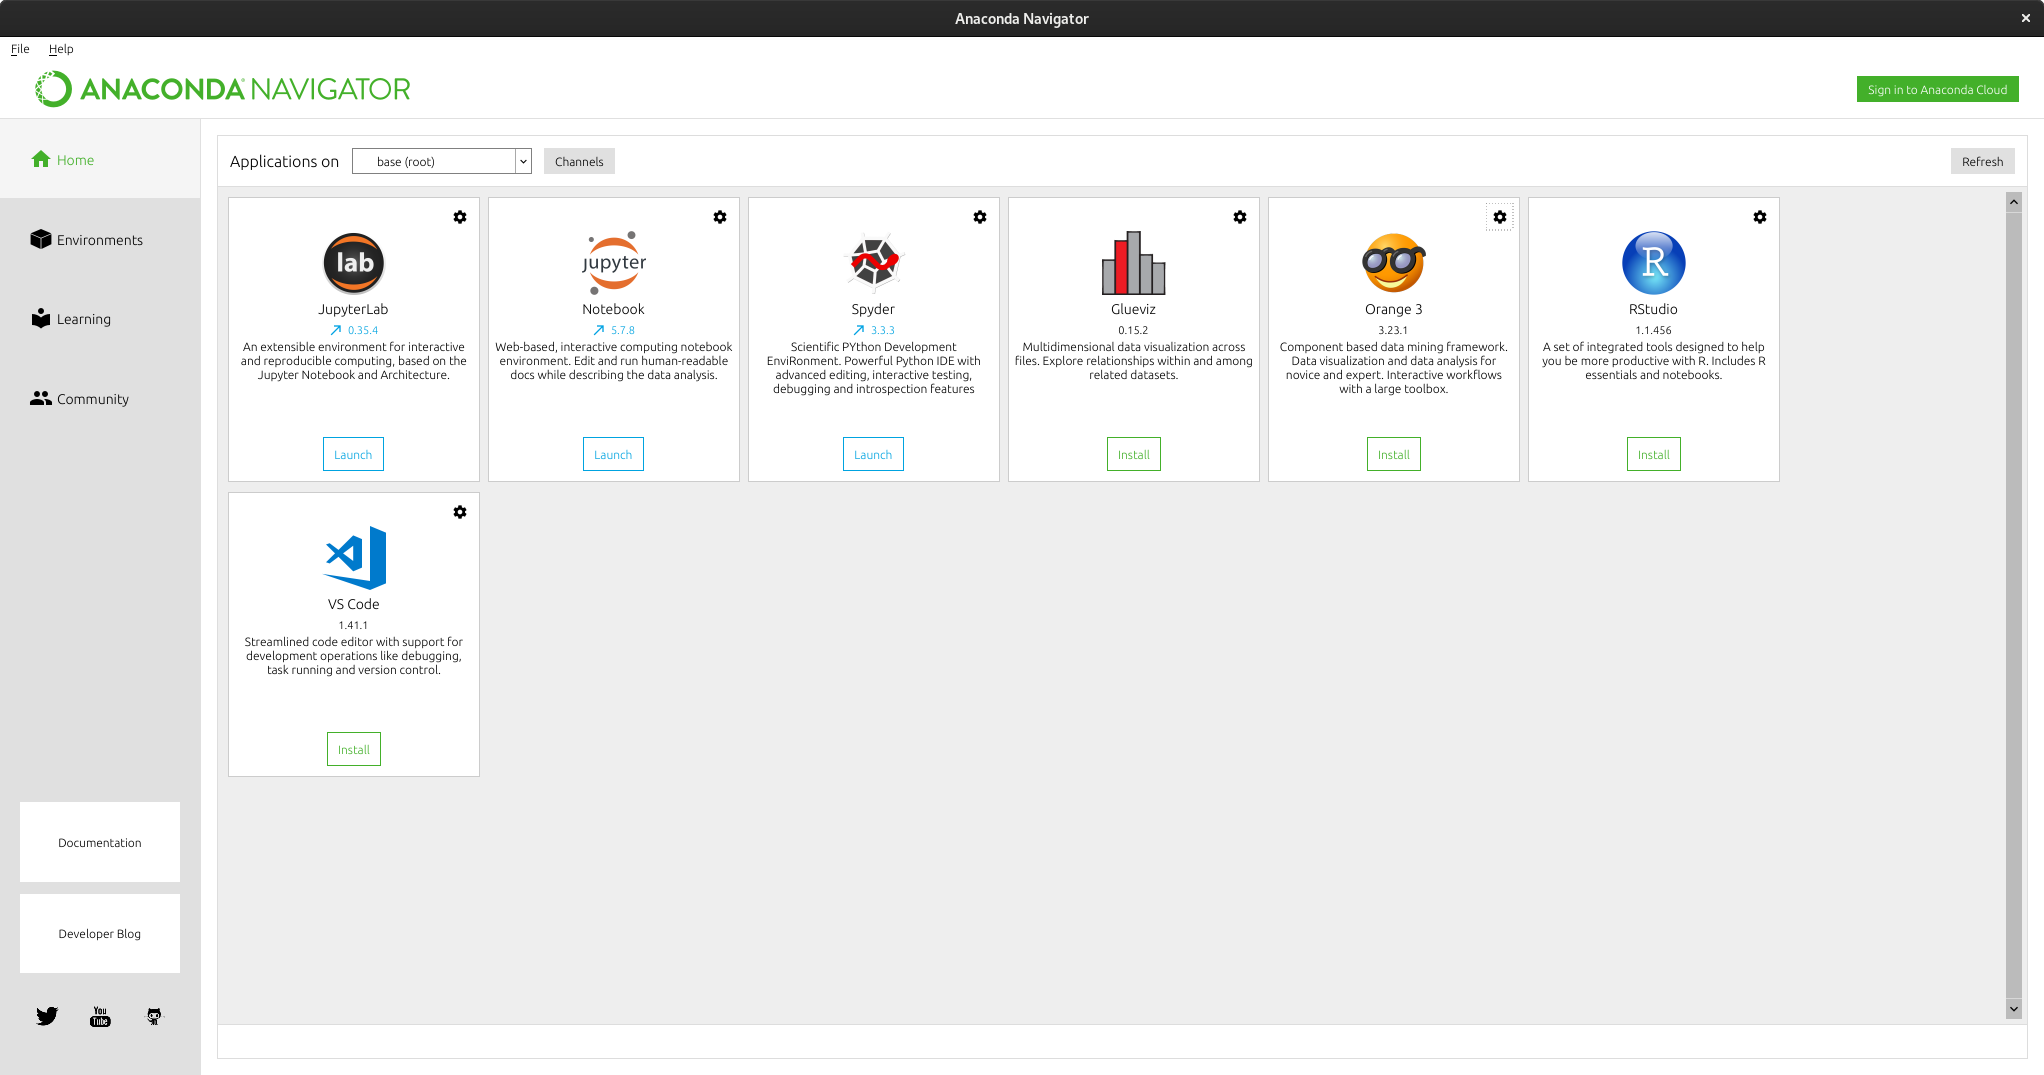 Anaconda Navigator
File Help
ANACONDA NAVIGATOR
Sign in to Anaconda Cloud
Home
Environments
Learning
Community
Documentation
Developer Blog
You
Tube
Applications on base (root) Channels Refresh
lab
JupyterLab
0.35.4
An extensible environment for interactive
and reproducible computing, based on the
Jupyter Notebook and Architecture.
Launch
jupyter
Notebook
5.7.8
Web-based, interactive computing notebook
environment. Edit and run human-readable
docs while describing the data analysis.
Launch
Spyder
3.3.3
Scientific PYthon Development
EnviRonment. Powerful Python IDE with
advanced editing, interactive testing,
debugging and introspection features
Launch
Glueviz
0.15.2
Multidimensional data visualization across
files. Explore relationships within and among
related datasets.
Install
Orange 3
3.23.1
Component based data mining framework.
Data visualization and data analysis for
novice and expert. Interactive workflows
with a large toolbox.
Install
R
RStudio
1.1.456
A set of integrated tools designed to help
you be more productive with R. Includes R
essentials and notebooks.
Install
VS Code
1.41.1
Streamlined code editor with support for
development operations like debugging,
task running and version control.
Install